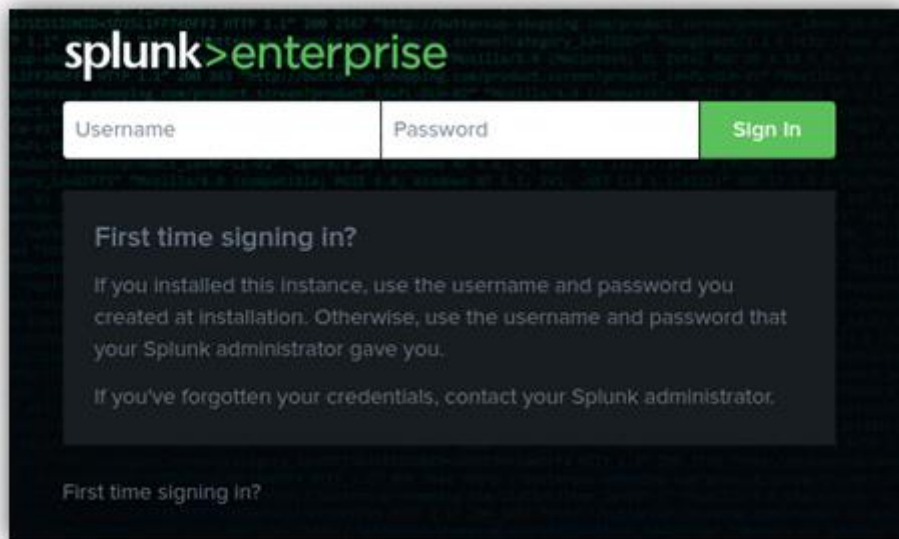 splunk>enterprise
Username
Password
Sign In
First time signing in?
If you installed this instance, use the username and password you
created at installation. Otherwise, use the username and password that
your Splunk administrator gave you.
If you've forgotten your credentials, contact your Splunk administrator.
First time signing in?